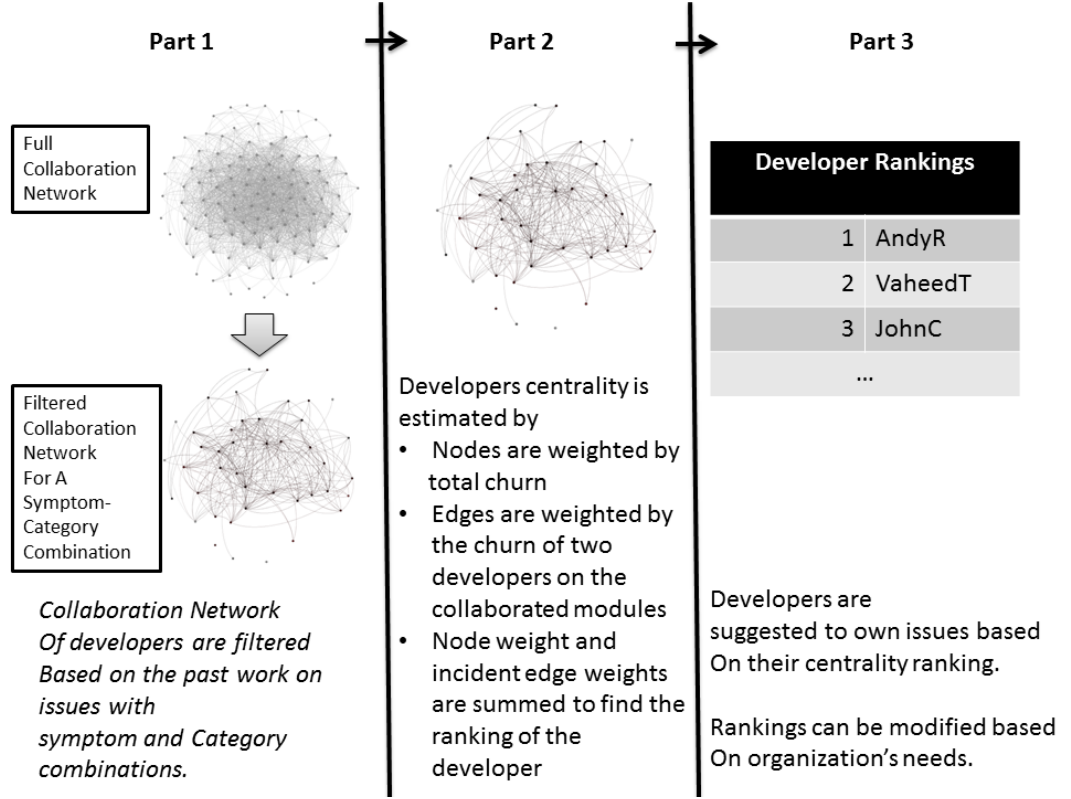 Part 1
Full
Collaboration
Network
Filtered
Collaboration
Network
For A
Symptom-
Category
Combination
Collaboration Network
Of developers are filtered
Based on the past work on
issues with
symptom and Category
combinations.
Part 2
Developers centrality is
estimated by
• Nodes are weighted by
total churn
• Edges are weighted by
the churn of two
developers on the
collaborated modules
• Node weight and
incident edge weights
are summed to find the
ranking of the
developer
Part 3
Developer Rankings
1 AndyR
2 VaheedT
3 JohnC
...
Developers are
suggested to own issues based
On their centrality ranking.
Rankings can be modified based
On organization's needs.